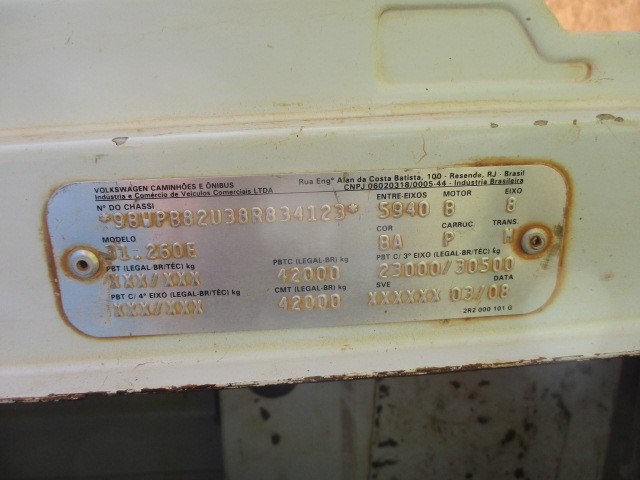 VOLKSWAGEN CAMINHÕES E ÔNIBUS
Indústria e Comércio de Veículos Comerciais LTDA
Rua Engº Alan da Costa Batista, 100 - Resende, RJ - Brasil
CNPJ 06020318/0005-44 - Indústria Brasileira
Nº DO CHASSI ENTRE-EIXOS MOTOR EIXO
*9BWPB82U38R834123* 5940 B 8
MODELO COR CARROC. TRANS.
31.260E BA P M
PBT (LEGAL-BR/TÉC) kg PBTC (LEGAL-BR) kg PBT C/ 3º EIXO (LEGAL-BR/TÉC) kg
XXX/XXX 42000 23000/30500
PBT C/ 4º EIXO (LEGAL-BR/TÉC) kg CMT (LEGAL-BR) kg SVE DATA
XXX/XXX 42000 XXXXXX 03/08
2RZ 000 101 G